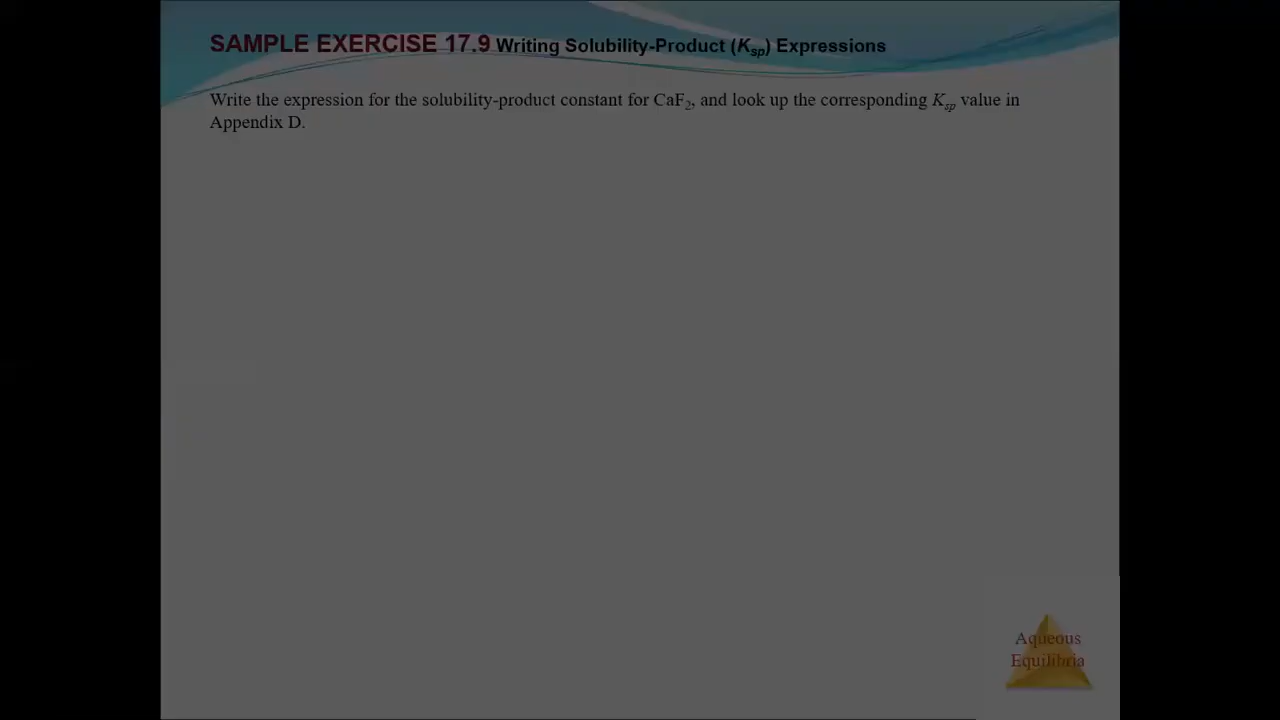 SAMPLE EXERCISE 17.9 Writing Solubility-Product (Ksp) Expressions
Write the expression for the solubility-product constant for CaF2, and look up the corresponding Ksp value in
Appendix D.
Aqueous
Equilibria